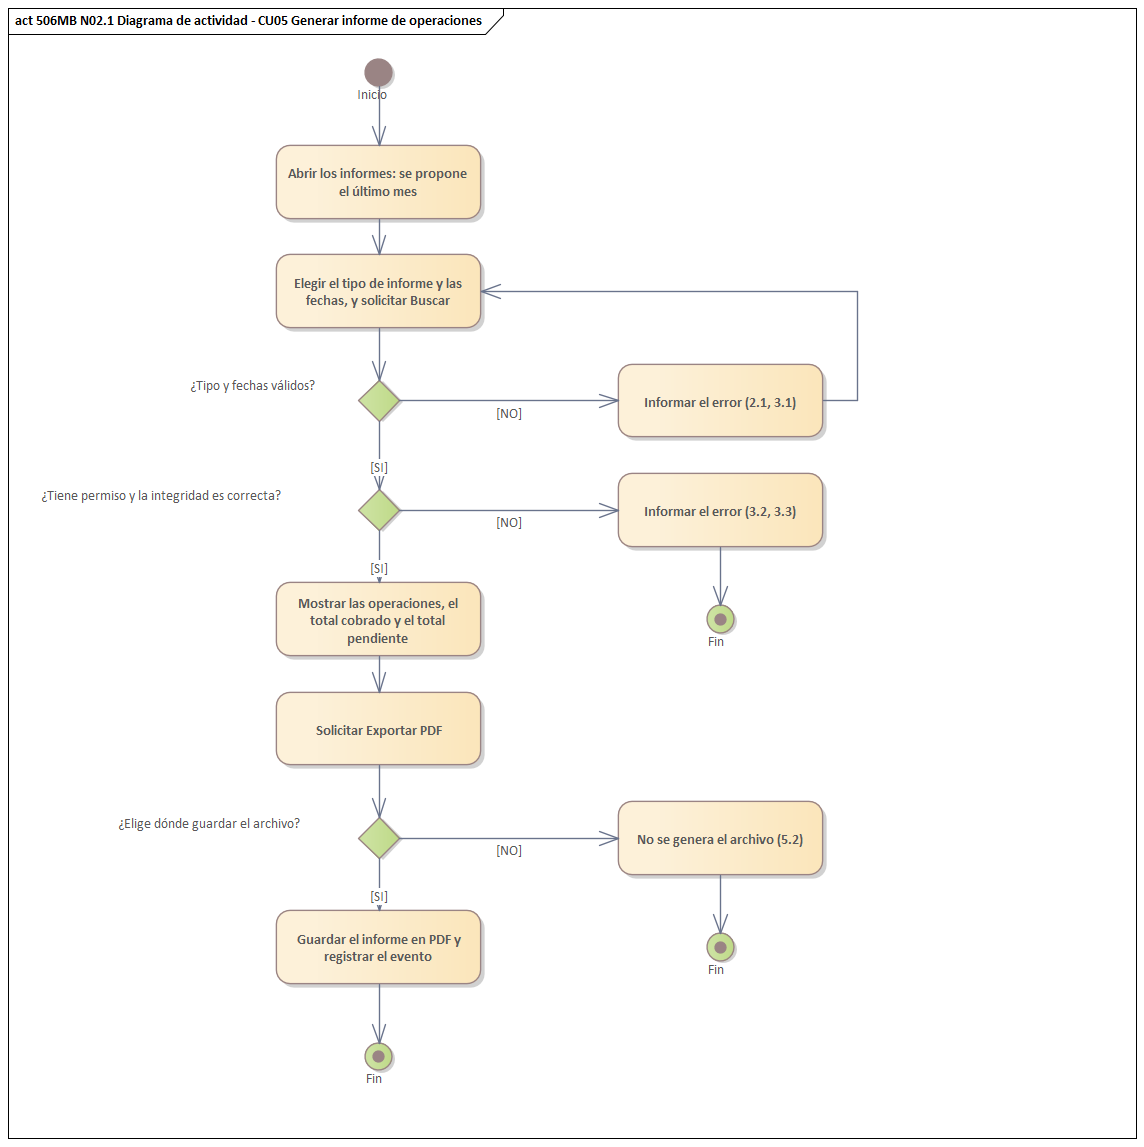 act 506MB N02.1 Diagrama de actividad - CU05 Generar informe de operaciones
Inicio
Abrir los informes: se propone
el último mes
Elegir el tipo de informe y las
fechas, y solicitar Buscar
¿Tipo y fechas válidos?
[NO]
Informar el error (2.1, 3.1)
[SI]
¿Tiene permiso y la integridad es correcta?
[NO]
Informar el error (3.2, 3.3)
[SI]
Fin
Mostrar las operaciones, el
total cobrado y el total
pendiente
Solicitar Exportar PDF
¿Elige dónde guardar el archivo?
[NO]
No se genera el archivo (5.2)
[SI]
Fin
Guardar el informe en PDF y
registrar el evento
Fin